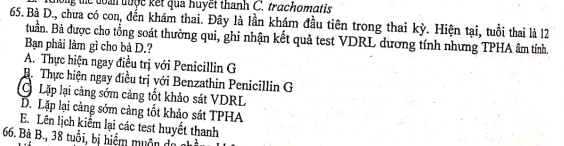 đoán được kết quả huyết thanh C. trachomatis
65. Bà D., chưa có con, đến khám thai. Đây là lần khám đầu tiên trong thai kỳ. Hiện tại, tuổi thai là 12
tuần. Bà được cho tổng soát thường qui, ghi nhận kết quả test VDRL dương tính nhưng TPHA âm tính.
Bạn phải làm gì cho bà D.?
A. Thực hiện ngay điều trị với Penicillin G
B. Thực hiện ngay điều trị với Benzathin Penicillin G
C. Lặp lại càng sớm càng tốt khảo sát VDRL
D. Lặp lại càng sớm càng tốt khảo sát TPHA
E. Lên lịch kiểm lại các test huyết thanh
66. Bà B., 38 tuổi, bị hiếm muộn do